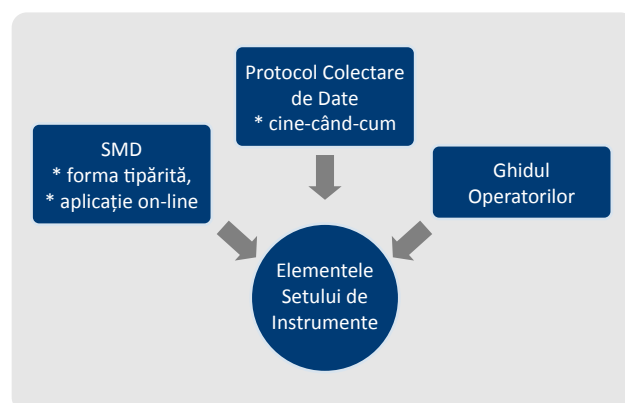 Protocol Colectare
de Date
* cine-când-cum
SMD
* forma tipărită,
* aplicație on-line
Ghidul
Operatorilor
Elementele
Setului de
Instrumente